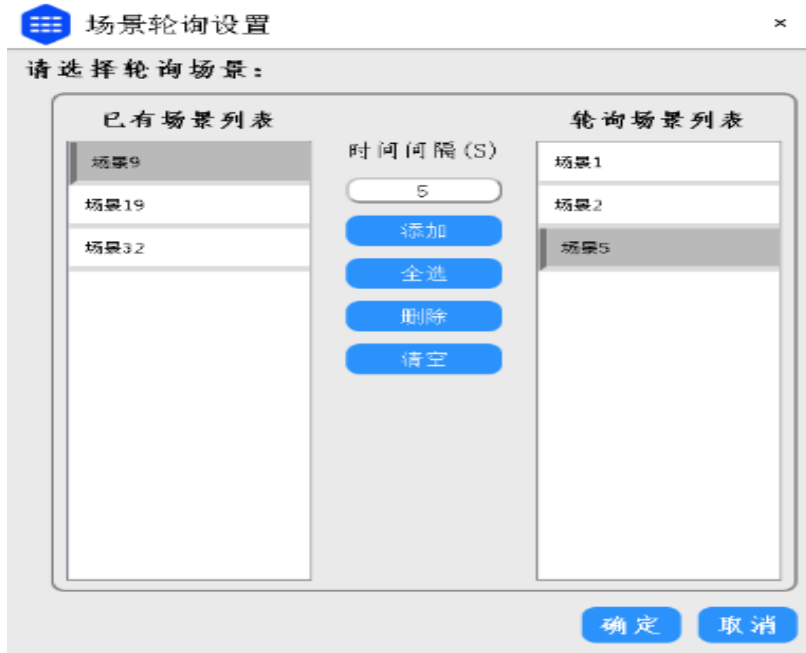 场景轮询设置
×
请选择轮询场景:
已有场景列表
场景9
场景19
场景32
时间间隔(S)
5
添加
全选
删除
清空
轮询场景列表
场景1
场景2
场景5
确定
取消